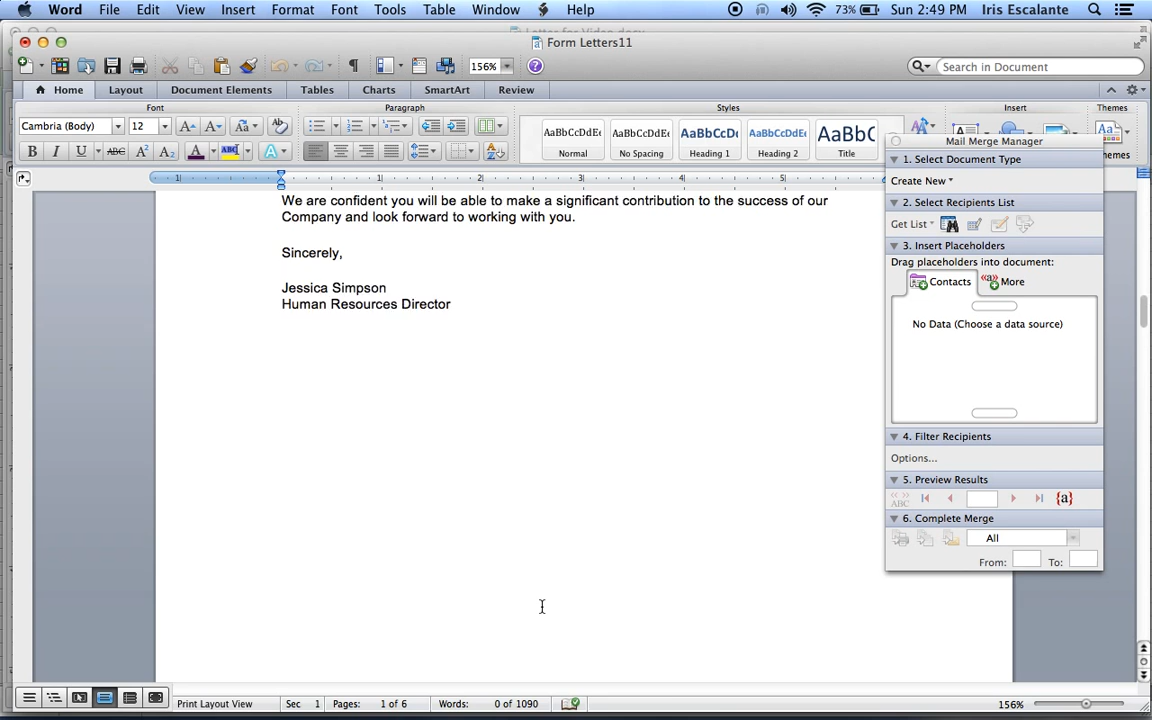 Word File Edit View Insert Format Font Tools Table Window Help 73% Sun 2:49 PM Iris Escalante
Form Letters11
156% Search in Document
Home Layout Document Elements Tables Charts SmartArt Review
Font Paragraph Styles Insert Themes
Cambria (Body) 12 AaBbCcDdEe AaBbCcDdEe AaBbCcDc AaBbCcDdEe AaBbC
Normal No Spacing Heading 1 Heading 2 Title
Mail Merge Manager
1. Select Document Type
Create New
2. Select Recipients List
Get List
3. Insert Placeholders
Drag placeholders into document:
Contacts More
No Data (Choose a data source)
4. Filter Recipients
Options...
5. Preview Results
6. Complete Merge
All
From: To:
We are confident you will be able to make a significant contribution to the success of our
Company and look forward to working with you.
Sincerely,
Jessica Simpson
Human Resources Director
Print Layout View Sec 1 Pages: 1 of 6 Words: 0 of 1090 156%